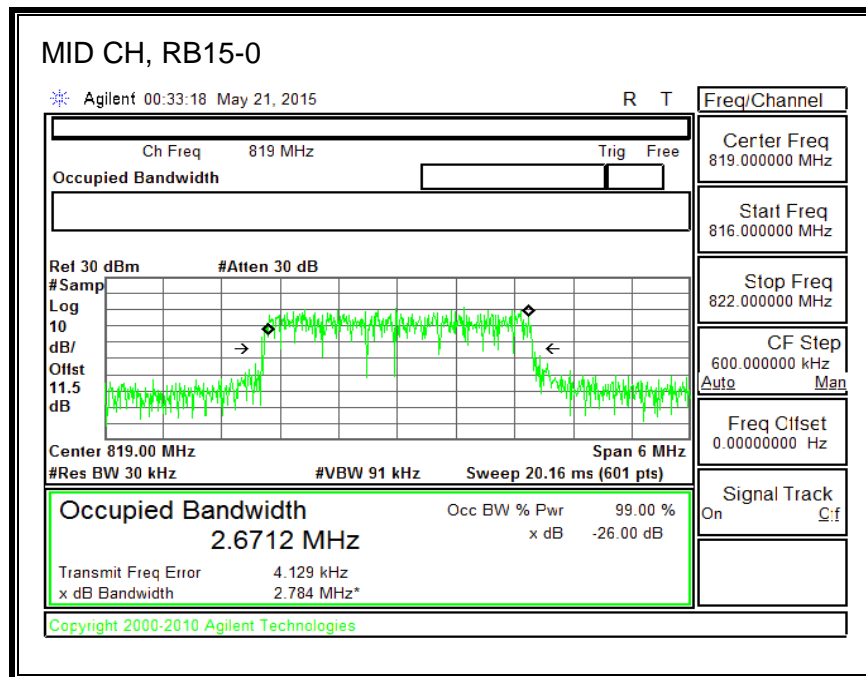 MID CH, RB15-0
Agilent 00:33:18 May 21, 2015 R T
Freq/Channel
Ch Freq 819 MHz Trig Free
Occupied Bandwidth
Center Freq
819.000000 MHz
Start Freq
816.000000 MHz
Stop Freq
822.000000 MHz
CF Step
600.000000 kHz
Auto Man
Freq Offset
0.00000000 Hz
Signal Track
On Off
Ref 30 dBm #Atten 30 dB
#Samp
Log
10
dB/
Offst
11.5
dB
Center 819.00 MHz Span 6 MHz
#Res BW 30 kHz #VBW 91 kHz Sweep 20.16 ms (601 pts)
Occupied Bandwidth Occ BW % Pwr 99.00 %
2.6712 MHz x dB -26.00 dB
Transmit Freq Error 4.129 kHz
x dB Bandwidth 2.784 MHz*
Copyright 2000-2010 Agilent Technologies